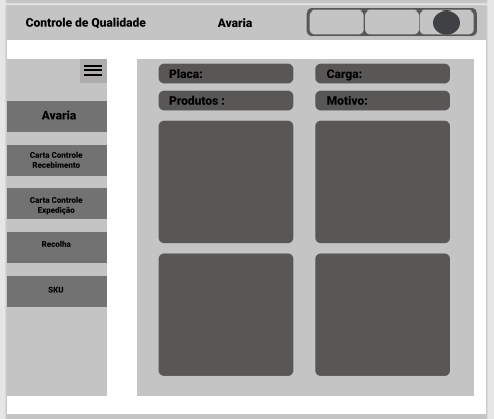 Controle de Qualidade
Avaria
Avaria
Carta Controle
Recebimento
Carta Controle
Expedição
Recolha
SKU
Placa:
Carga:
Produtos :
Motivo: